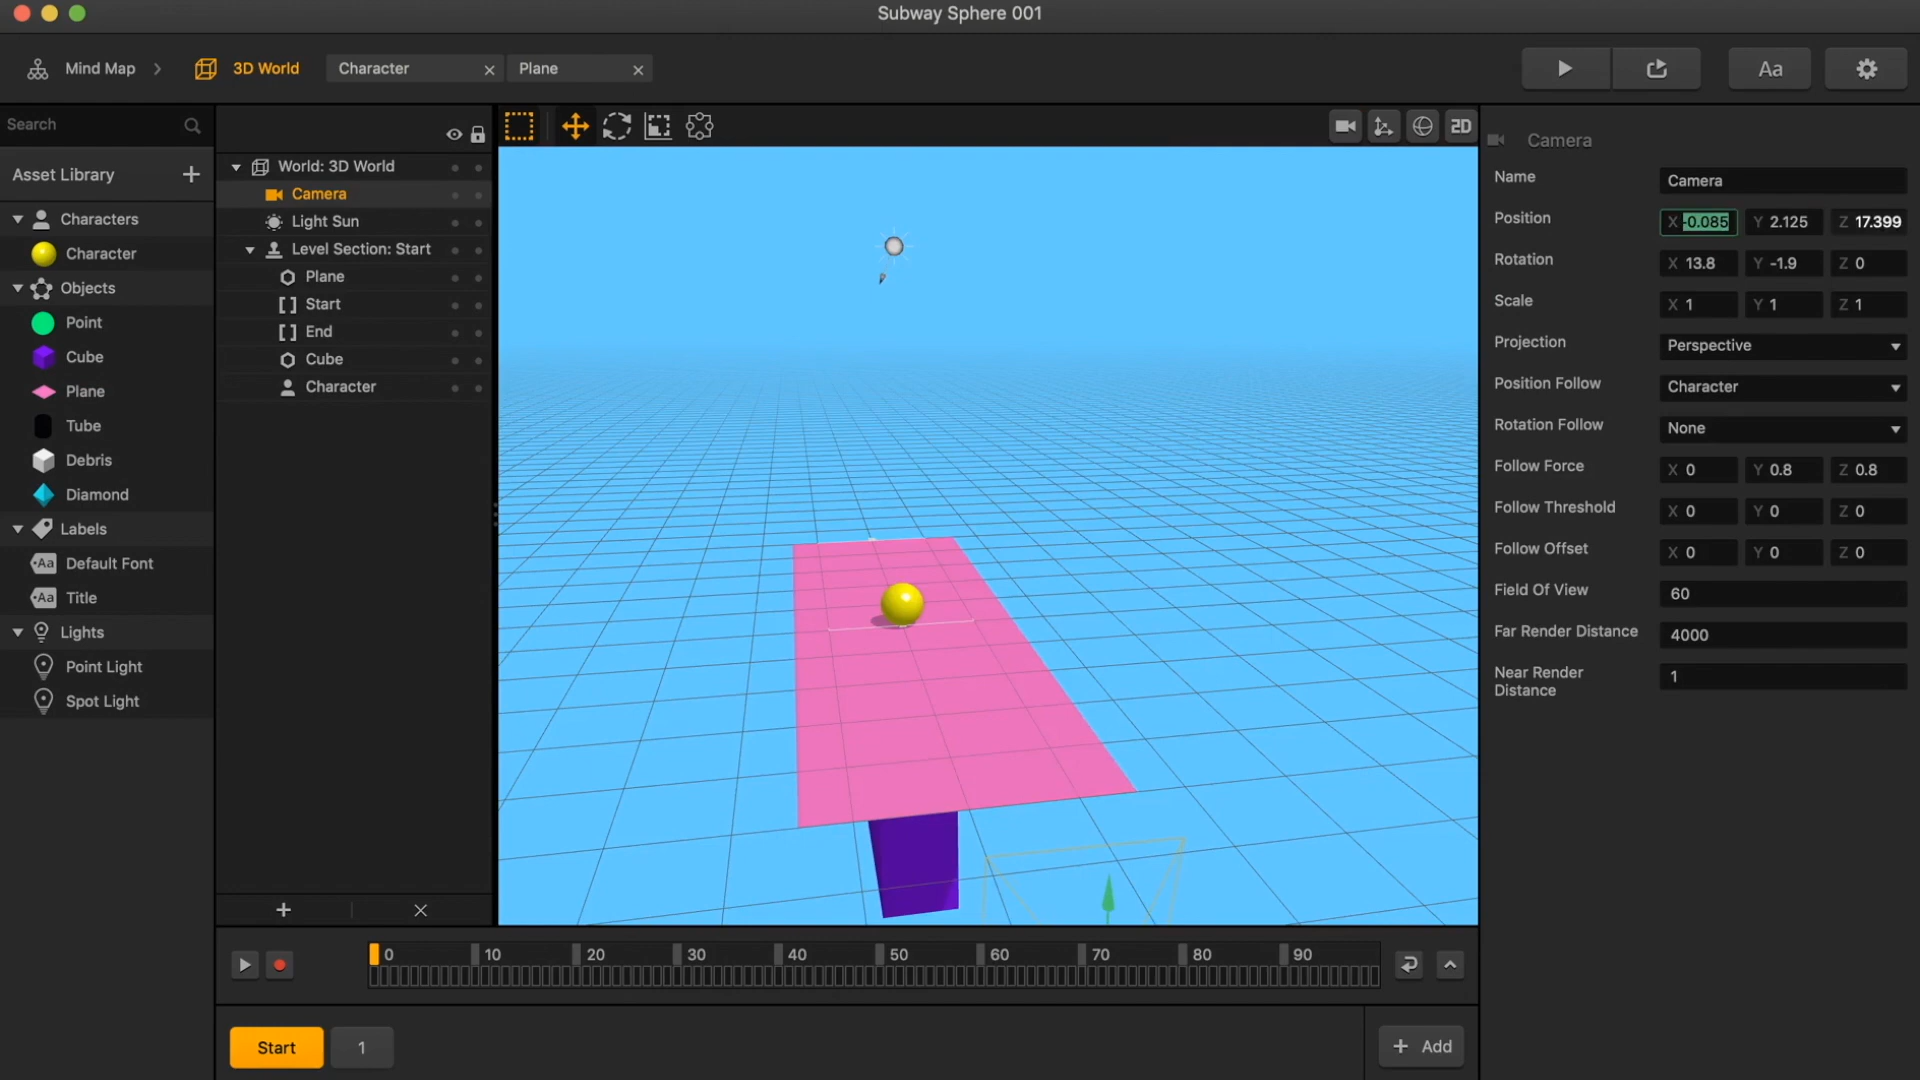 Subway Sphere 001
Mind Map
3D World
Character
Plane
Aa
Search
2D
Camera
Asset Library
World: 3D World
Name
Camera
Camera
Position
X -0.085 Y 2.125 Z 17.399
Characters
Light Sun
Character
Level Section: Start
Rotation
X 13.8 Y -1.9 Z 0
Objects
Plane
Scale
X 1 Y 1 Z 1
Point
Start
Projection
Perspective
Cube
End
Position Follow
Character
Plane
Cube
Rotation Follow
None
Tube
Character
Follow Force
X 0 Y 0.8 Z 0.8
Debris
Follow Threshold
X 0 Y 0 Z 0
Diamond
Follow Offset
X 0 Y 0 Z 0
Labels
Field Of View
60
Aa Default Font
Far Render Distance
4000
Aa Title
Near Render
Distance
1
Lights
Point Light
Spot Light
0 10 20 30 40 50 60 70 80 90
Start
1
Add